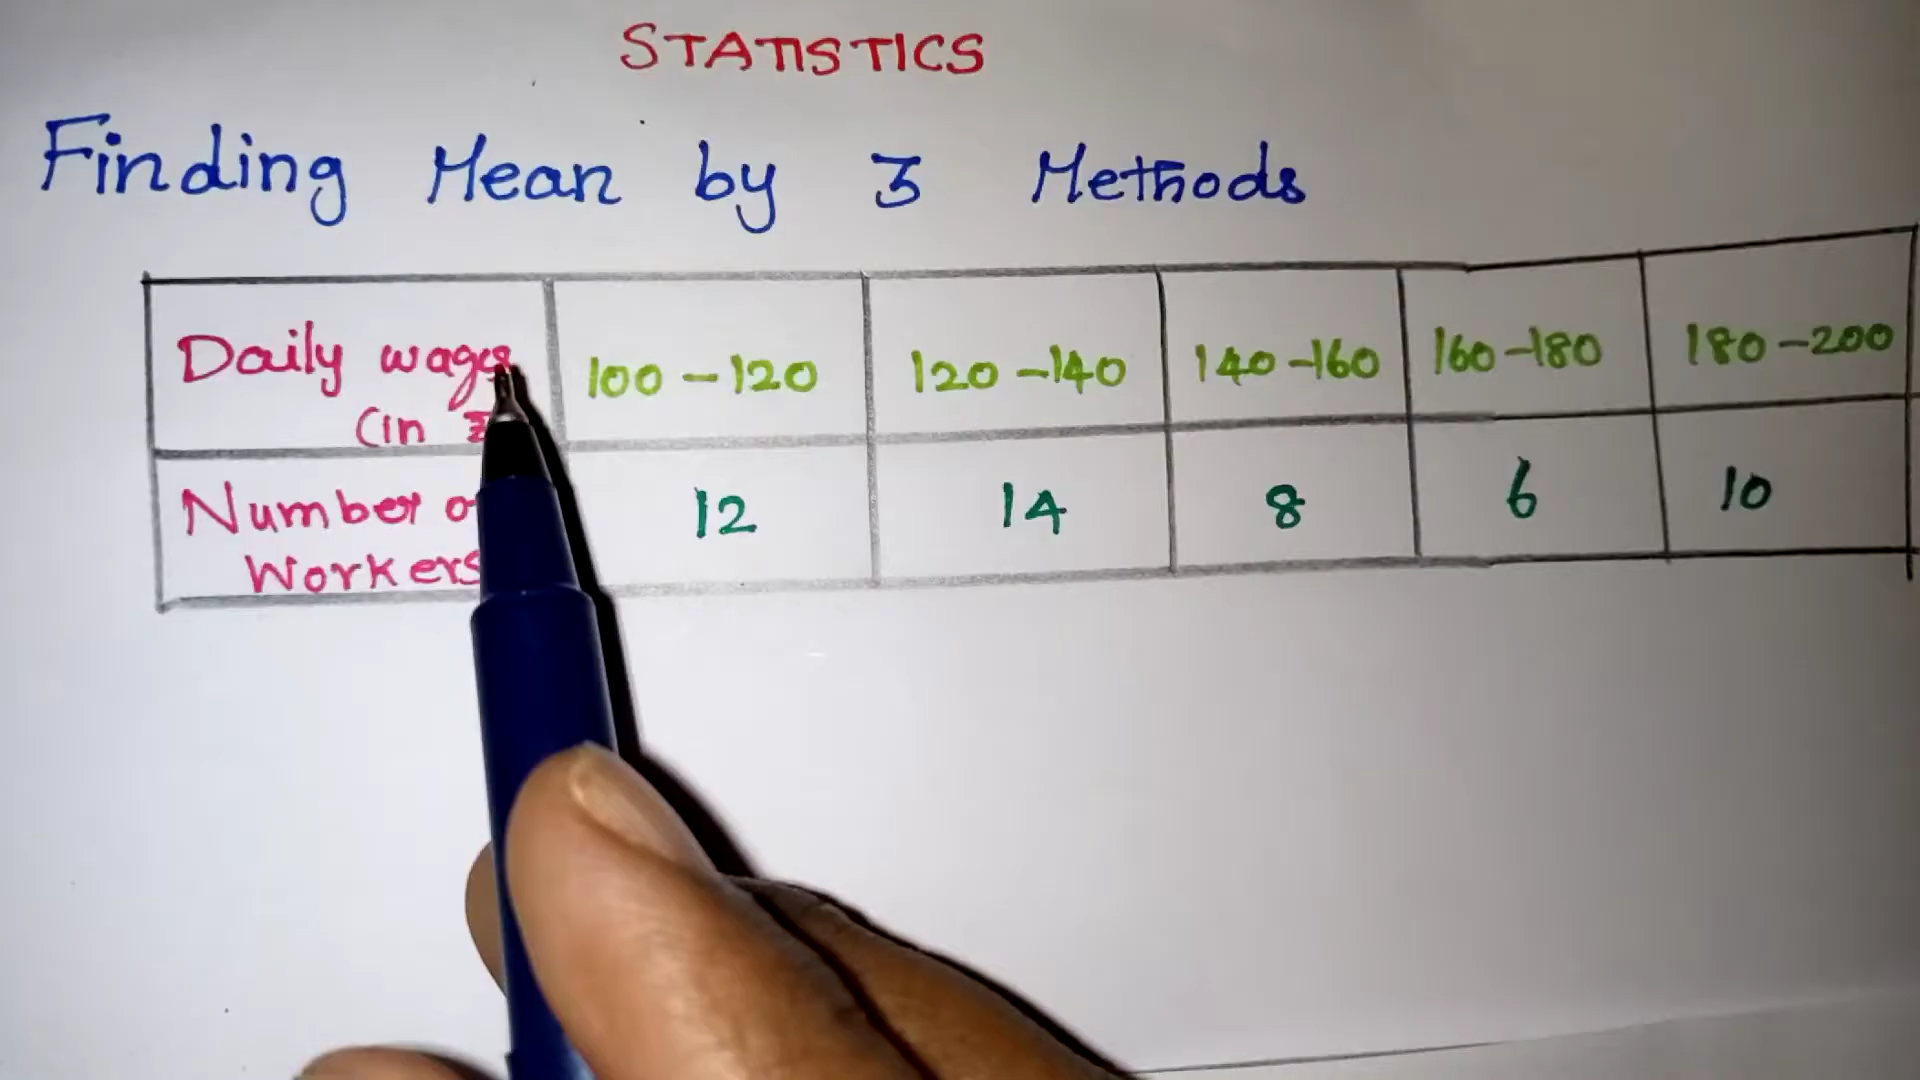 STATISTICS
Finding Mean by 3 Methods
Daily wages 100-120 120-140 140-160 160-180 180-200
(in
Number 12 14 8 6 10
Workers